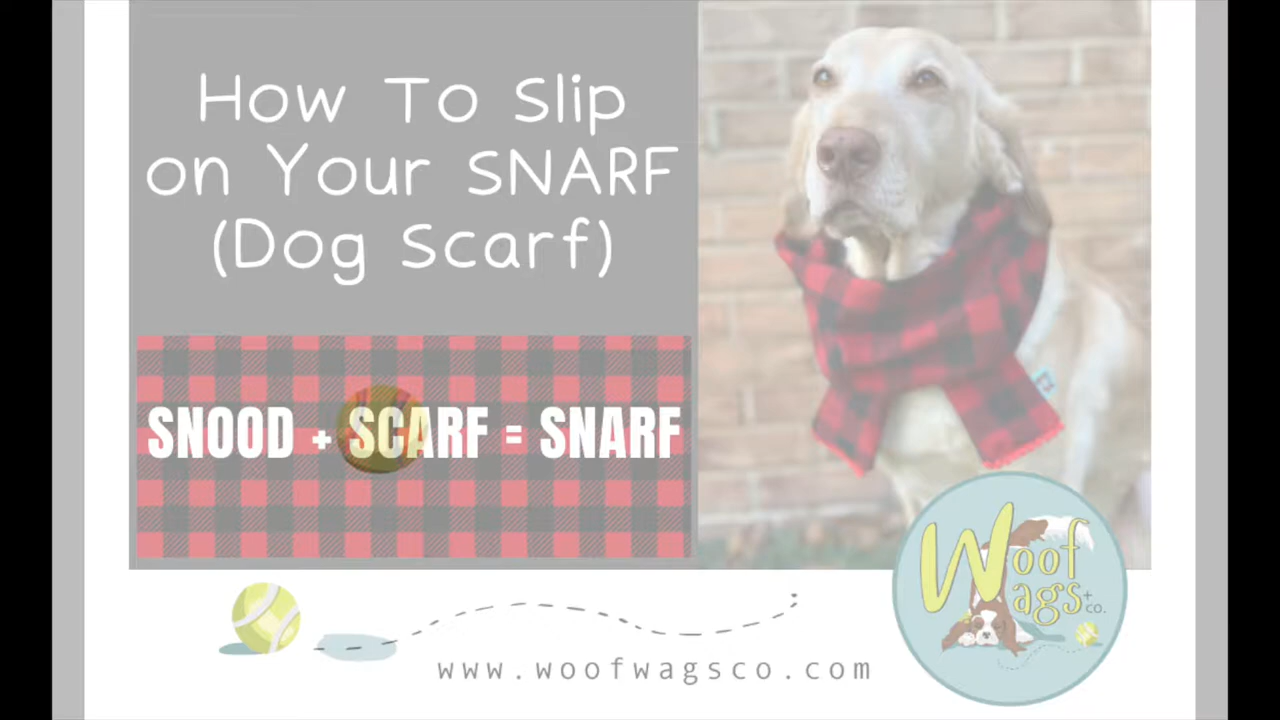 How To Slip
on Your SNARF
(Dog Scarf)
SNOOD + SCARF = SNARF
Woof
Wags
+
co.
www.woofwagsco.com